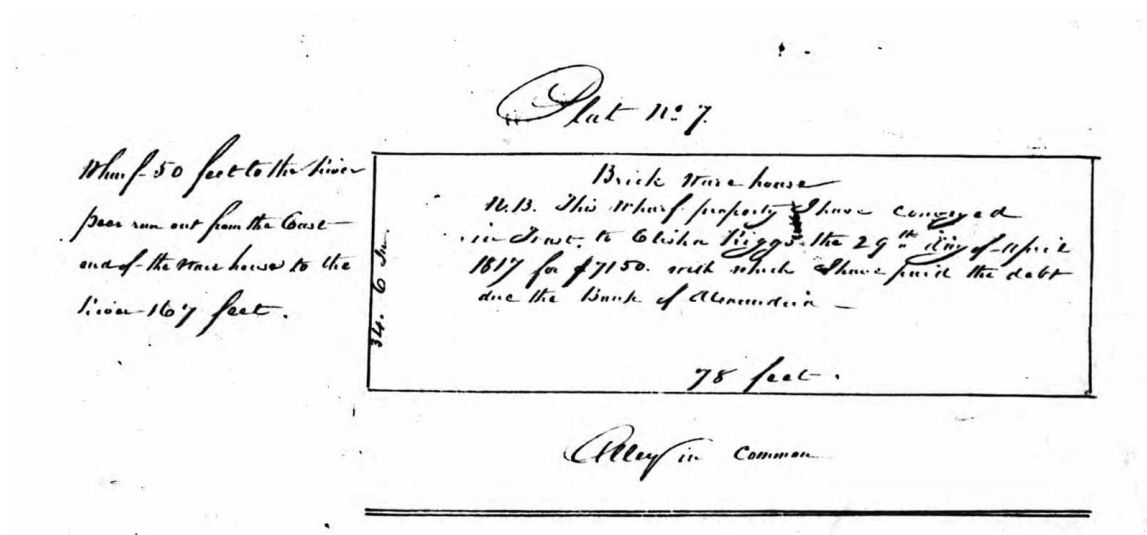 Plat No. 7.
Wharf 50 feet to the River
peer run out from the East
end of the ware house to the
River 167 feet.
34. 6 In.
Brick ware house
N.B. This wharf property I have conveyed
in Trust, to Elisha Riggs the 29th day of April
1817 for $7150. with which I have paid the debt
due the Bank of Alexandria —
78 feet.
Alley in Common